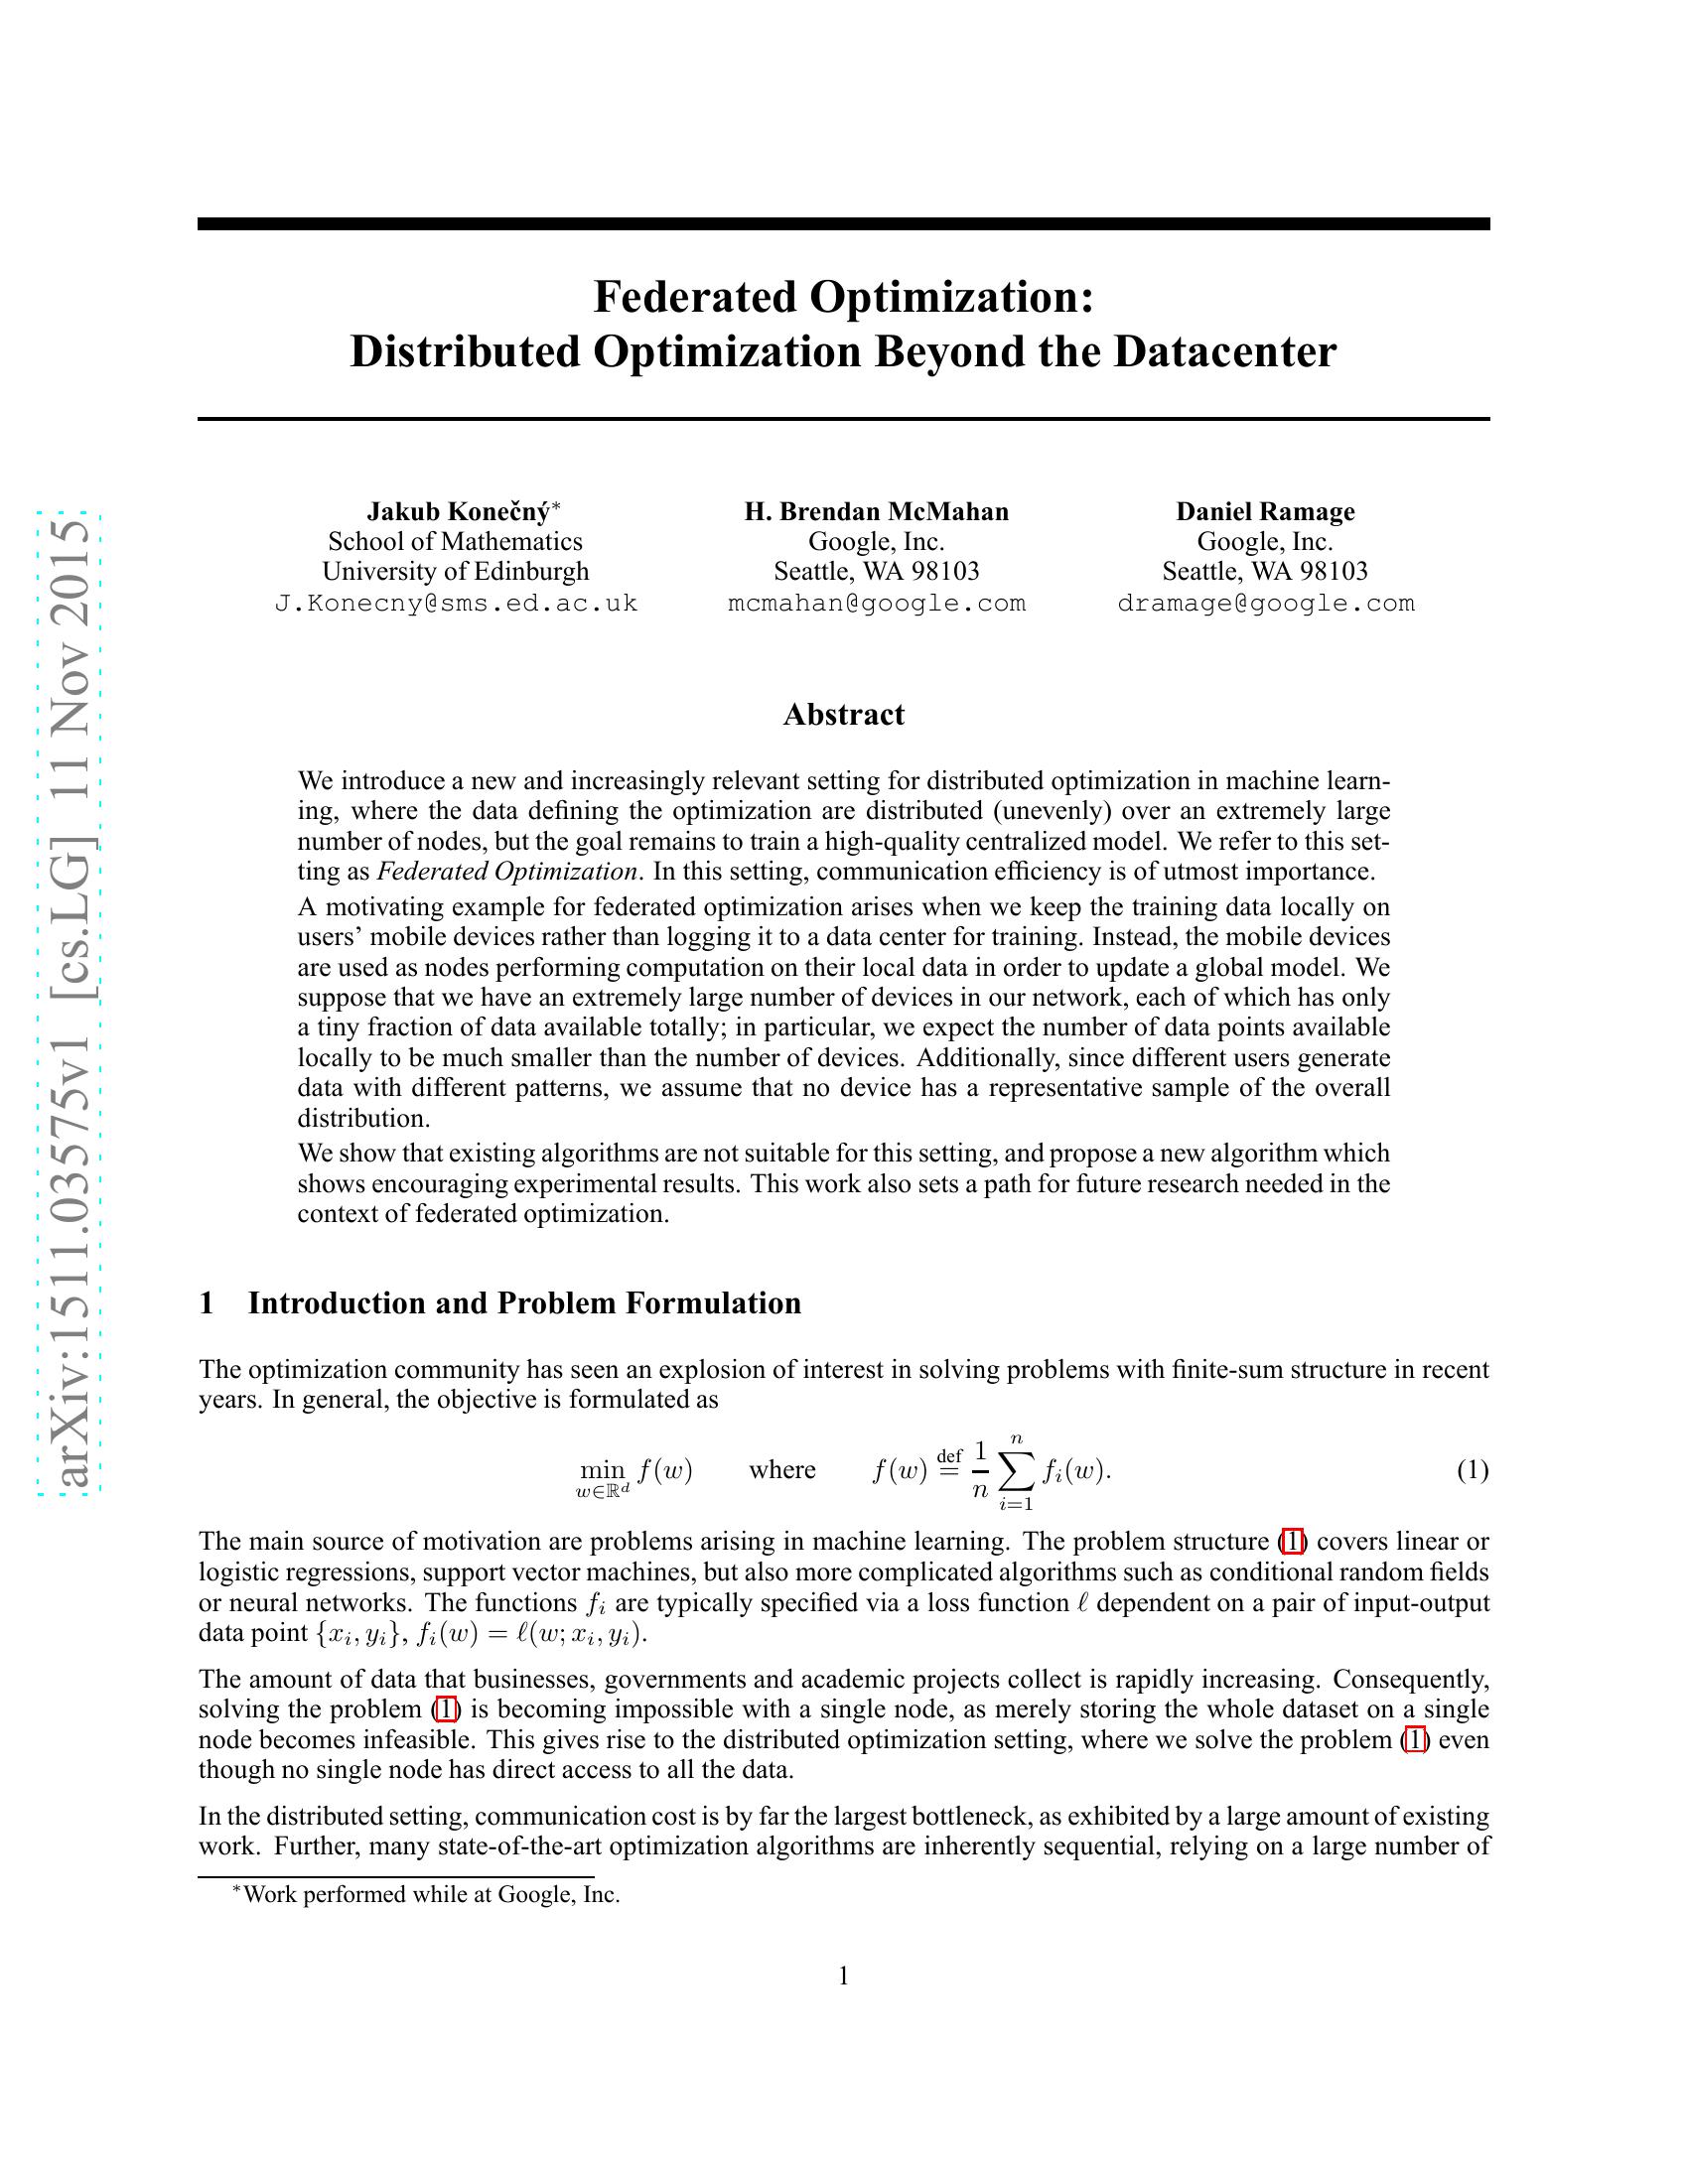 Federated Optimization:
Distributed Optimization Beyond the Datacenter
Jakub Konečný*
School of Mathematics
University of Edinburgh
J.Konecny@sms.ed.ac.uk
H. Brendan McMahan
Google, Inc.
Seattle, WA 98103
mcmahan@google.com
Daniel Ramage
Google, Inc.
Seattle, WA 98103
dramage@google.com
arXiv:1511.03575v1 [cs.LG] 11 Nov 2015
Abstract
We introduce a new and increasingly relevant setting for distributed optimization in machine learn-
ing, where the data defining the optimization are distributed (unevenly) over an extremely large
number of nodes, but the goal remains to train a high-quality centralized model. We refer to this set-
ting as Federated Optimization. In this setting, communication efficiency is of utmost importance.
A motivating example for federated optimization arises when we keep the training data locally on
users' mobile devices rather than logging it to a data center for training. Instead, the mobile devices
are used as nodes performing computation on their local data in order to update a global model. We
suppose that we have an extremely large number of devices in our network, each of which has only
a tiny fraction of data available totally; in particular, we expect the number of data points available
locally to be much smaller than the number of devices. Additionally, since different users generate
data with different patterns, we assume that no device has a representative sample of the overall
distribution.
We show that existing algorithms are not suitable for this setting, and propose a new algorithm which
shows encouraging experimental results. This work also sets a path for future research needed in the
context of federated optimization.
1 Introduction and Problem Formulation
The optimization community has seen an explosion of interest in solving problems with finite-sum structure in recent
years. In general, the objective is formulated as
min_{w∈ℝ^d} f(w) where f(w) def= 1/n ∑_{i=1}^{n} f_i(w). (1)
The main source of motivation are problems arising in machine learning. The problem structure (1) covers linear or
logistic regressions, support vector machines, but also more complicated algorithms such as conditional random fields
or neural networks. The functions f_i are typically specified via a loss function ℓ dependent on a pair of input-output
data point {x_i, y_i}, f_i(w) = ℓ(w; x_i, y_i).
The amount of data that businesses, governments and academic projects collect is rapidly increasing. Consequently,
solving the problem (1) is becoming impossible with a single node, as merely storing the whole dataset on a single
node becomes infeasible. This gives rise to the distributed optimization setting, where we solve the problem (1) even
though no single node has direct access to all the data.
In the distributed setting, communication cost is by far the largest bottleneck, as exhibited by a large amount of existing
work. Further, many state-of-the-art optimization algorithms are inherently sequential, relying on a large number of
*Work performed while at Google, Inc.
1